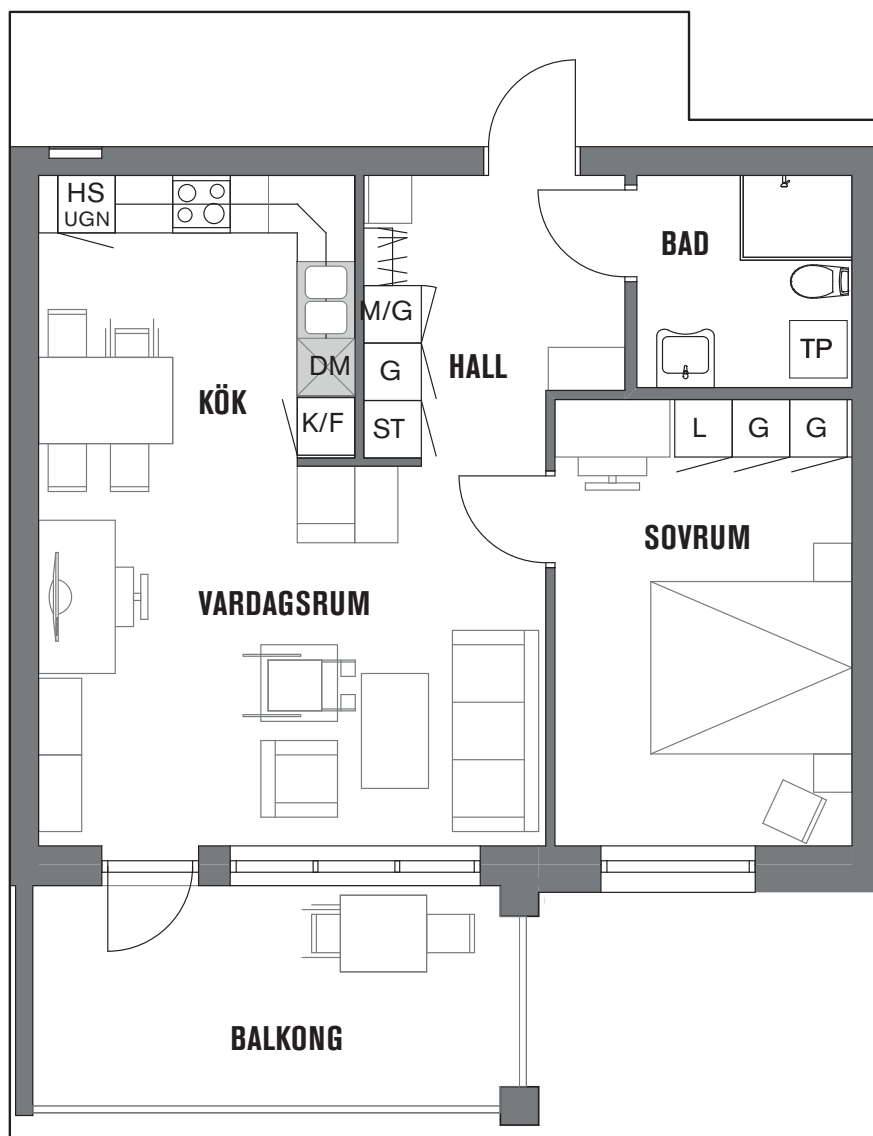 HS
UGN
BAD
M/G
DM
G
HALL
TP
KÖK
K/F
ST
L
G
G
SOVRUM
VARDAGSRUM
BALKONG